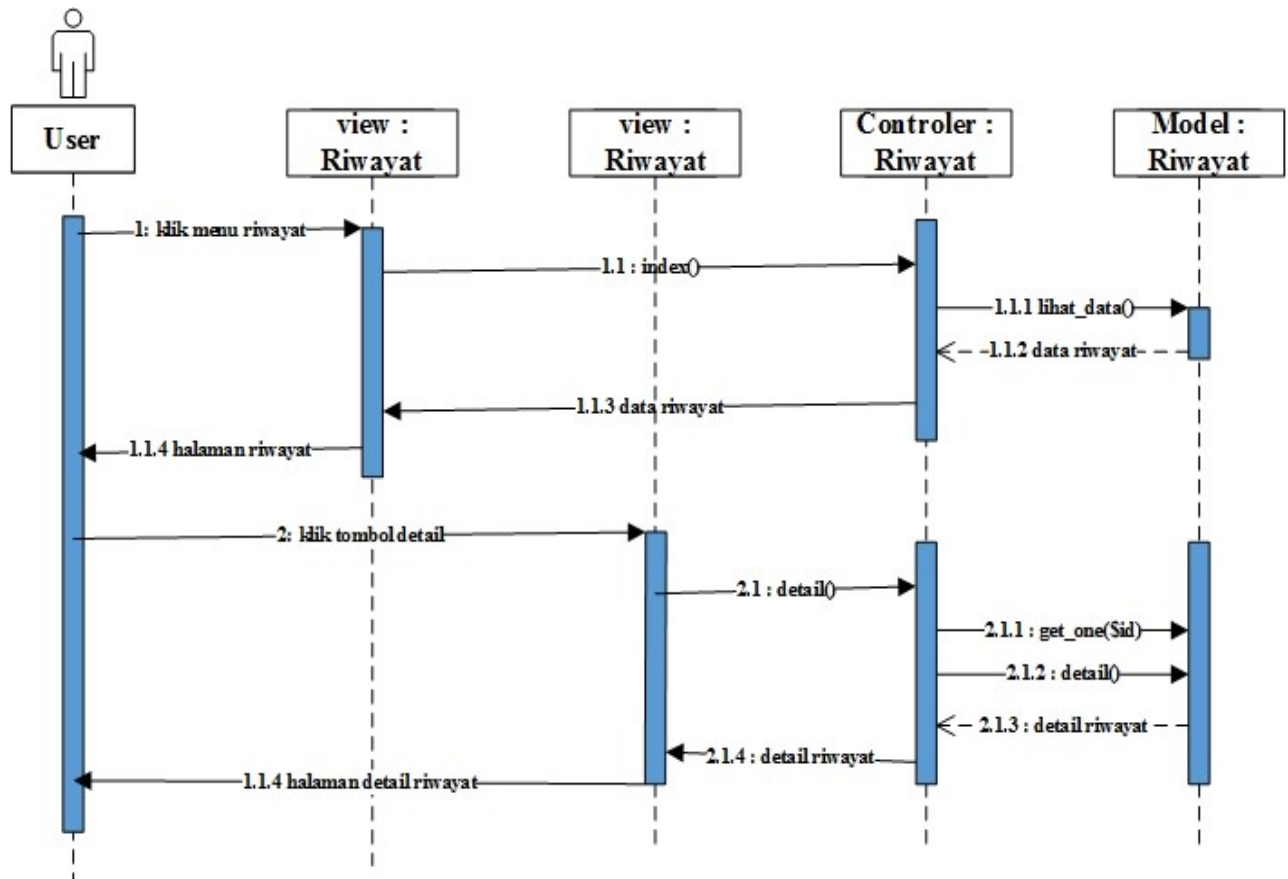 User
view :
Riwayat
view :
Riwayat
Controler :
Riwayat
Model :
Riwayat
1: klik menu riwayat
1.1 : index()
1.1.1 lihat_data()
1.1.2 data riwayat
1.1.3 data riwayat
1.1.4 halaman riwayat
2: klik tombol detail
2.1 : detail()
2.1.1 : get_one($id)
2.1.2 : detail()
2.1.3 : detail riwayat
2.1.4 : detail riwayat
1.1.4 halaman detail riwayat